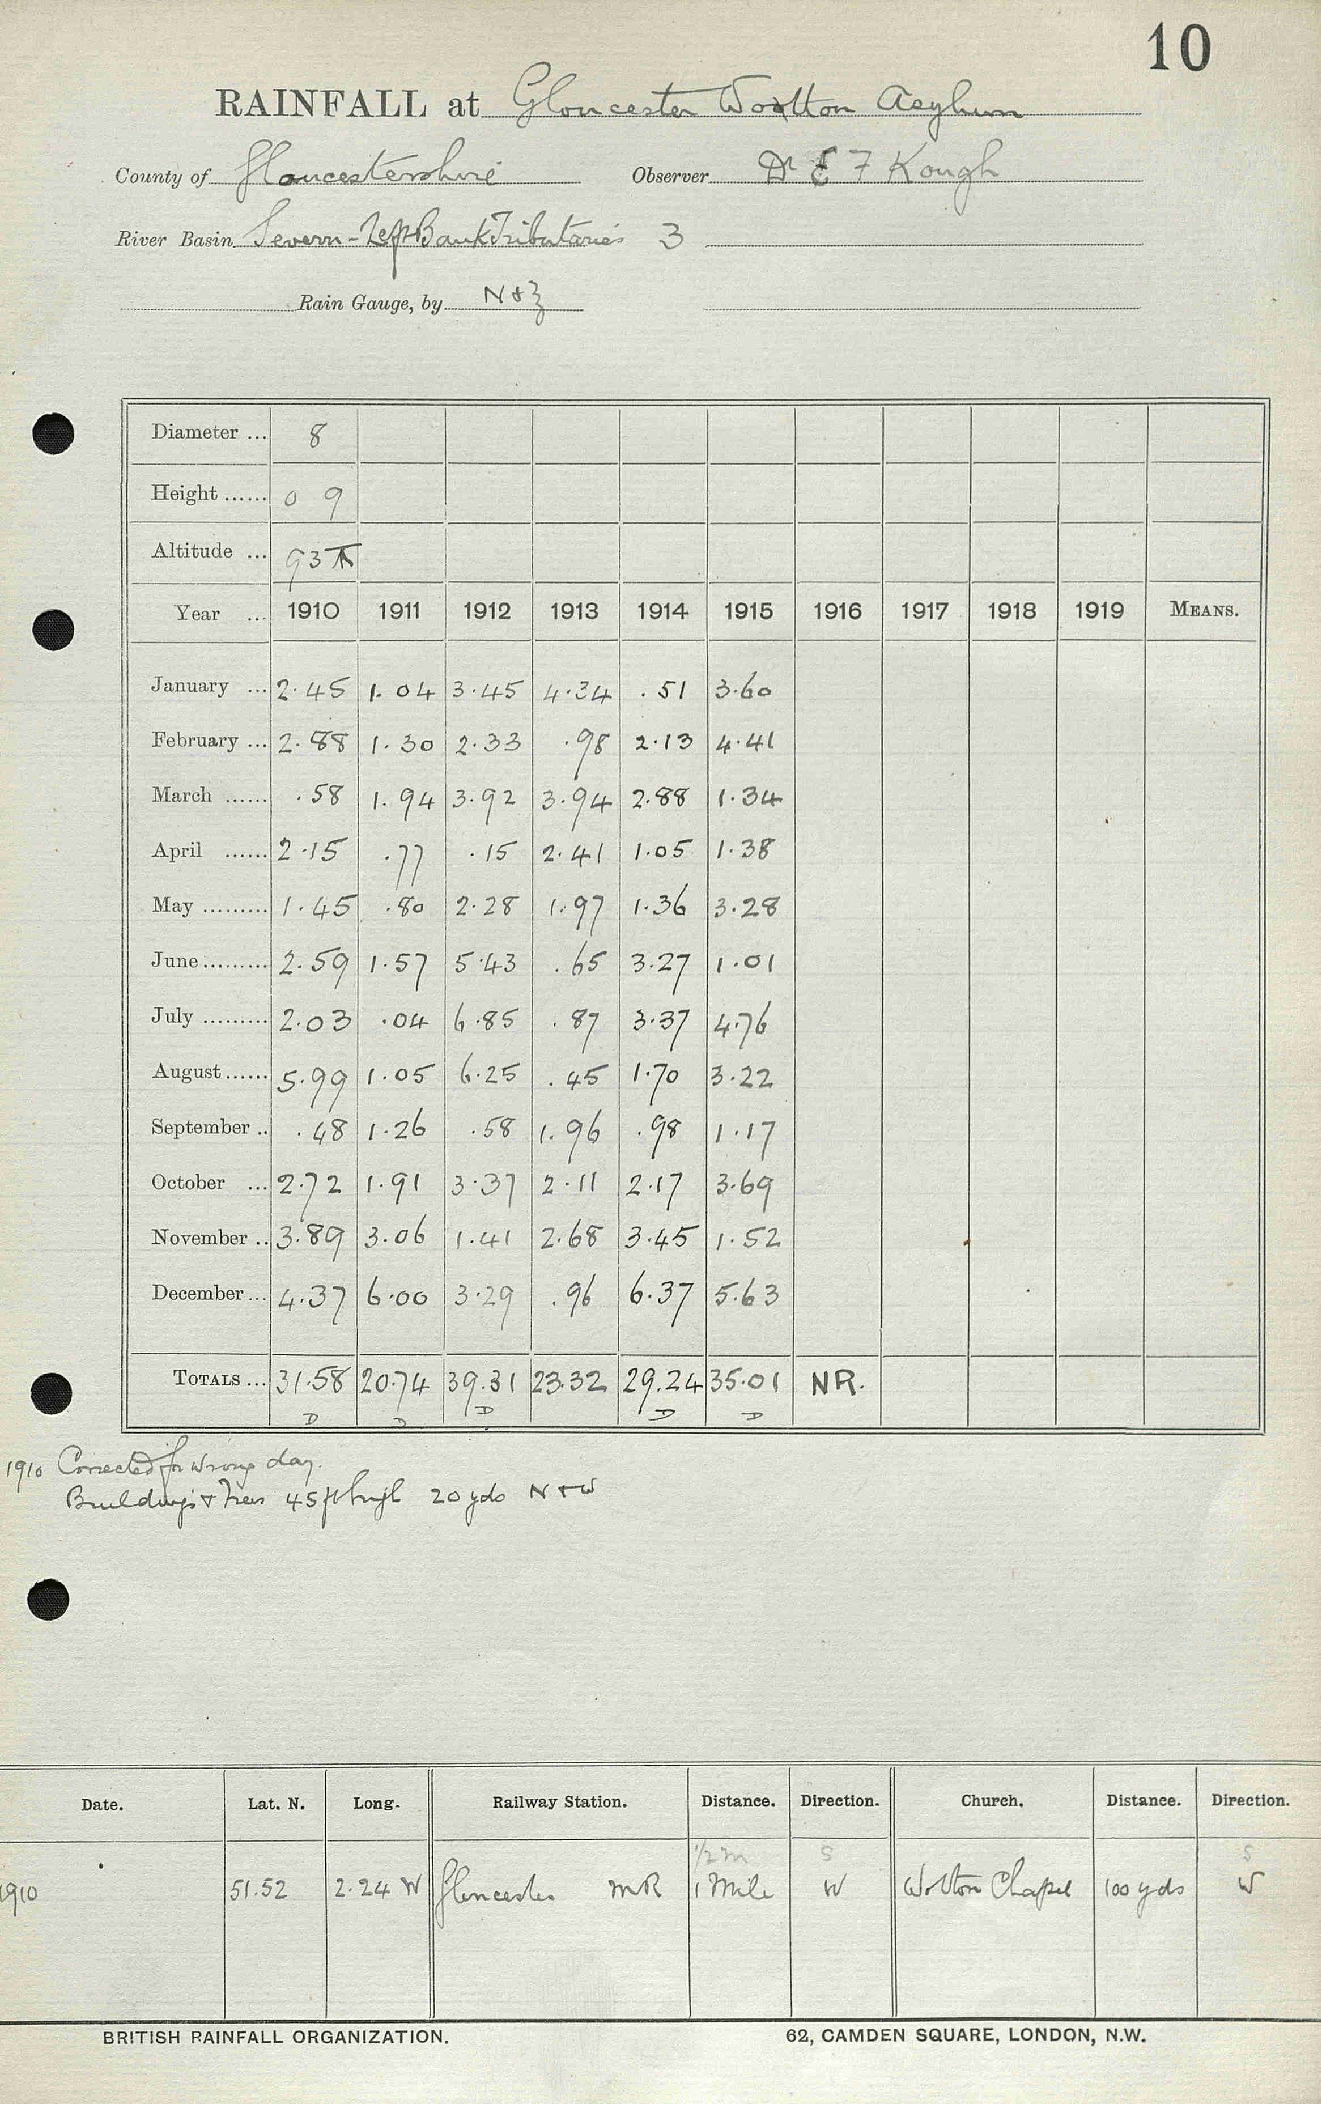 10
RAINFALL at Gloucester Wotton Asylum
County of Gloucestershire Observer Dr E F Kough
River Basin Severn - Left Bank Tributaries 3
Rain Gauge, by N & Z
Diameter ... 8
Height ...... 0 9
Altitude ... 93
Year ... 1910 1911 1912 1913 1914 1915 1916 1917 1918 1919 MEANS.
January ... 2.45 1.04 3.45 4.34 .51 3.60
February ... 2.88 1.30 2.33 .98 2.13 4.41
March ...... .58 1.94 3.92 3.94 2.88 1.34
April ...... 2.15 .77 .15 2.41 1.05 1.38
May ......... 1.45 .80 2.28 1.97 1.36 3.28
June ......... 2.59 1.57 5.43 .65 3.27 1.01
July ......... 2.03 .04 6.85 .87 3.37 4.76
August ...... 5.99 1.05 6.25 .45 1.70 3.22
September .. .48 1.26 .58 1.96 .98 1.17
October ... 2.72 1.91 3.37 2.11 2.17 3.69
November .. 3.89 3.06 1.41 2.68 3.45 1.52
December ... 4.37 6.00 3.29 .96 6.37 5.63
TOTALS ... 31.58 20.74 39.31 23.32 29.24 35.01 NR.
D D D D D
1910 Corrected for wrong day.
Buildings & Trees 45 ft high 20 yds N & W
Date. Lat. N. Long. Railway Station. Distance. Direction. Church. Distance. Direction.
1/2 m S S
1910 51.52 2.24 W Gloucester MR 1 Mile W Wotton Chapel 100 yds W
BRITISH RAINFALL ORGANIZATION. 62, CAMDEN SQUARE, LONDON, N.W.